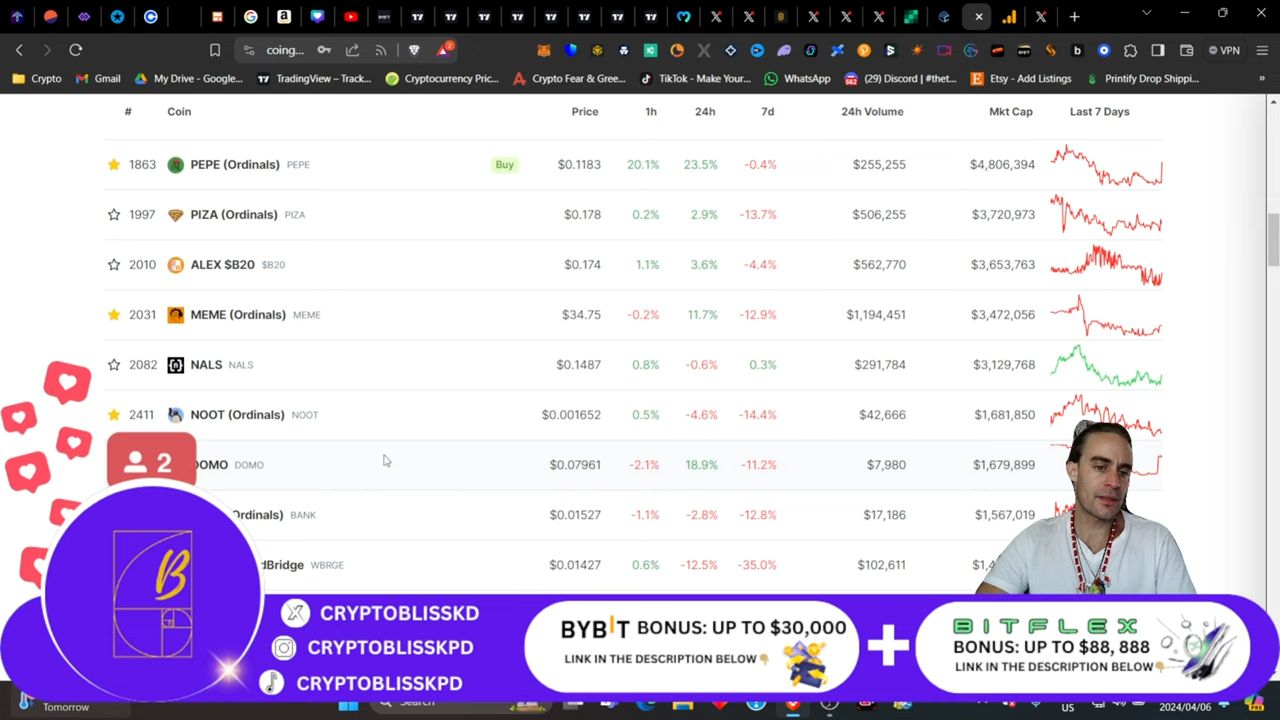 coing...
2
VPN
Crypto
Gmail
My Drive - Google...
TradingView – Track...
Cryptocurrency Pric...
Crypto Fear & Gree...
TikTok - Make Your...
WhatsApp
(29) Discord | #thet...
Etsy - Add Listings
Printify Drop Shippi...
»
# Coin Price 1h 24h 7d 24h Volume Mkt Cap Last 7 Days
1863 PEPE (Ordinals) PEPE Buy $0.1183 20.1% 23.5% -0.4% $255,255 $4,806,394
1997 PIZA (Ordinals) PIZA $0.178 0.2% 2.9% -13.7% $506,255 $3,720,973
2010 ALEX $B20 $B20 $0.174 1.1% 3.6% -4.4% $562,770 $3,653,763
2031 MEME (Ordinals) MEME $34.75 -0.2% 11.7% -12.9% $1,194,451 $3,472,056
2082 NALS NALS $0.1487 0.8% -0.6% 0.3% $291,784 $3,129,768
2411 NOOT (Ordinals) NOOT $0.001652 0.5% -4.6% -14.4% $42,666 $1,681,850
DOMO DOMO $0.07961 -2.1% 18.9% -11.2% $7,980 $1,679,899
BANK $0.01527 -1.1% -2.8% -12.8% $17,186 $1,567,019
WBRGE $0.01427 0.6% -12.5% -35.0% $102,611
2
B
CRYPTOBLISSKD
CRYPTOBLISSKPD
CRYPTOBLISSKPD
BYBIT BONUS: UP TO $30,000
LINK IN THE DESCRIPTION BELOW
+
BITFLEX
BONUS: UP TO $88, 888
LINK IN THE DESCRIPTION BELOW
Tomorrow
Search
US
2024/04/06